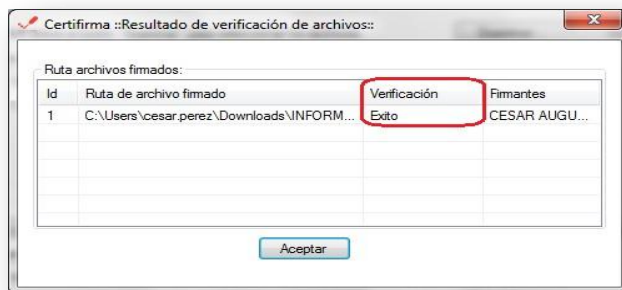 Certifirma ::Resultado de verificación de archivos::
Ruta archivos firmados:
Id Ruta de archivo firmado Verificación Firmantes
1 C:\Users\cesar.perez\Downloads\INFORM... Exito CESAR AUGU...
Aceptar